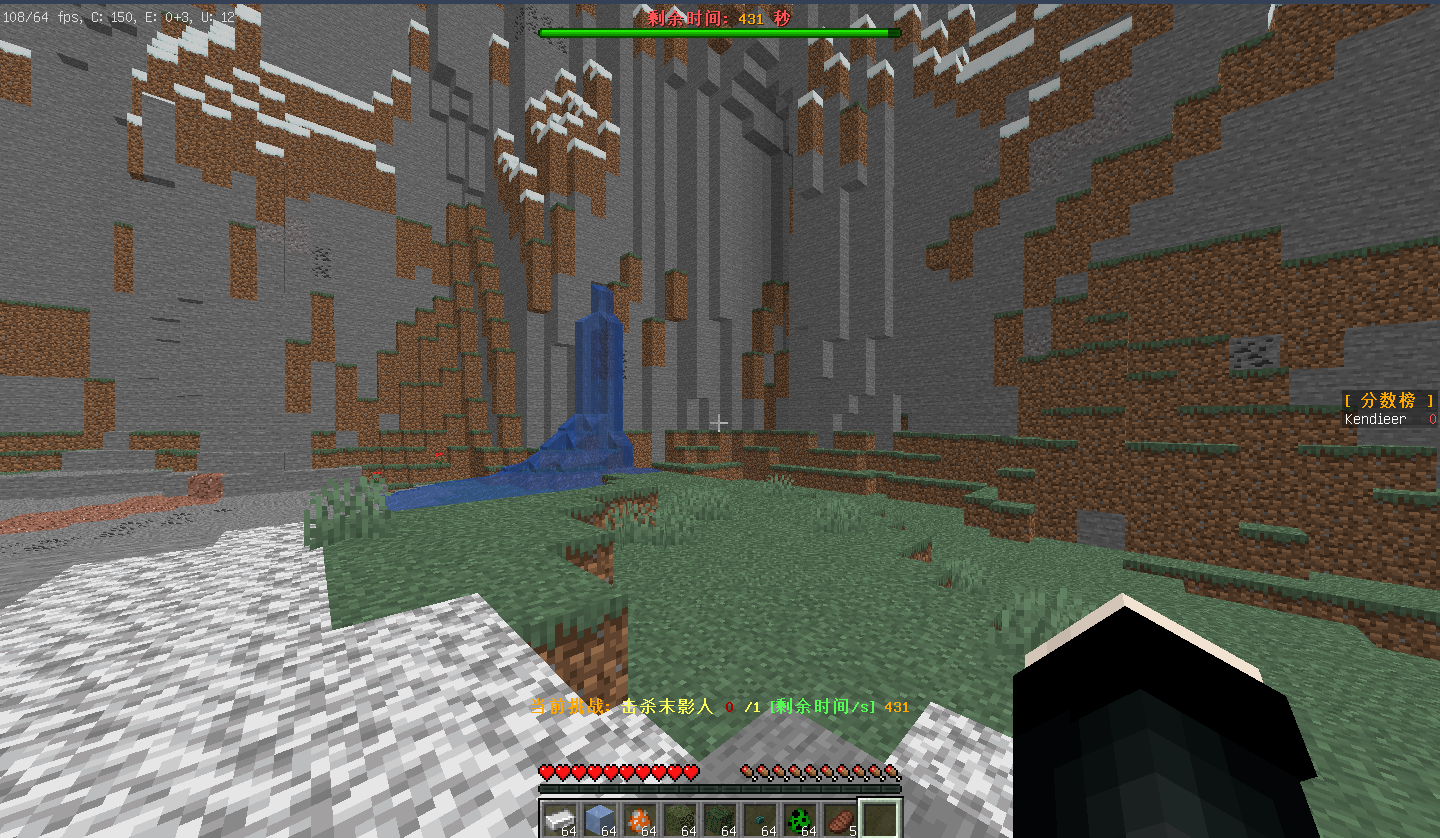 108/64 fps, C: 150, E: 0+3, U: 12
剩余时间: 431 秒
[ 分数榜 ]
Kendieer 0
当前挑战: 击杀末影人 0 /1 [剩余时间/s] 431
64 64 64 64 64 64 64 5